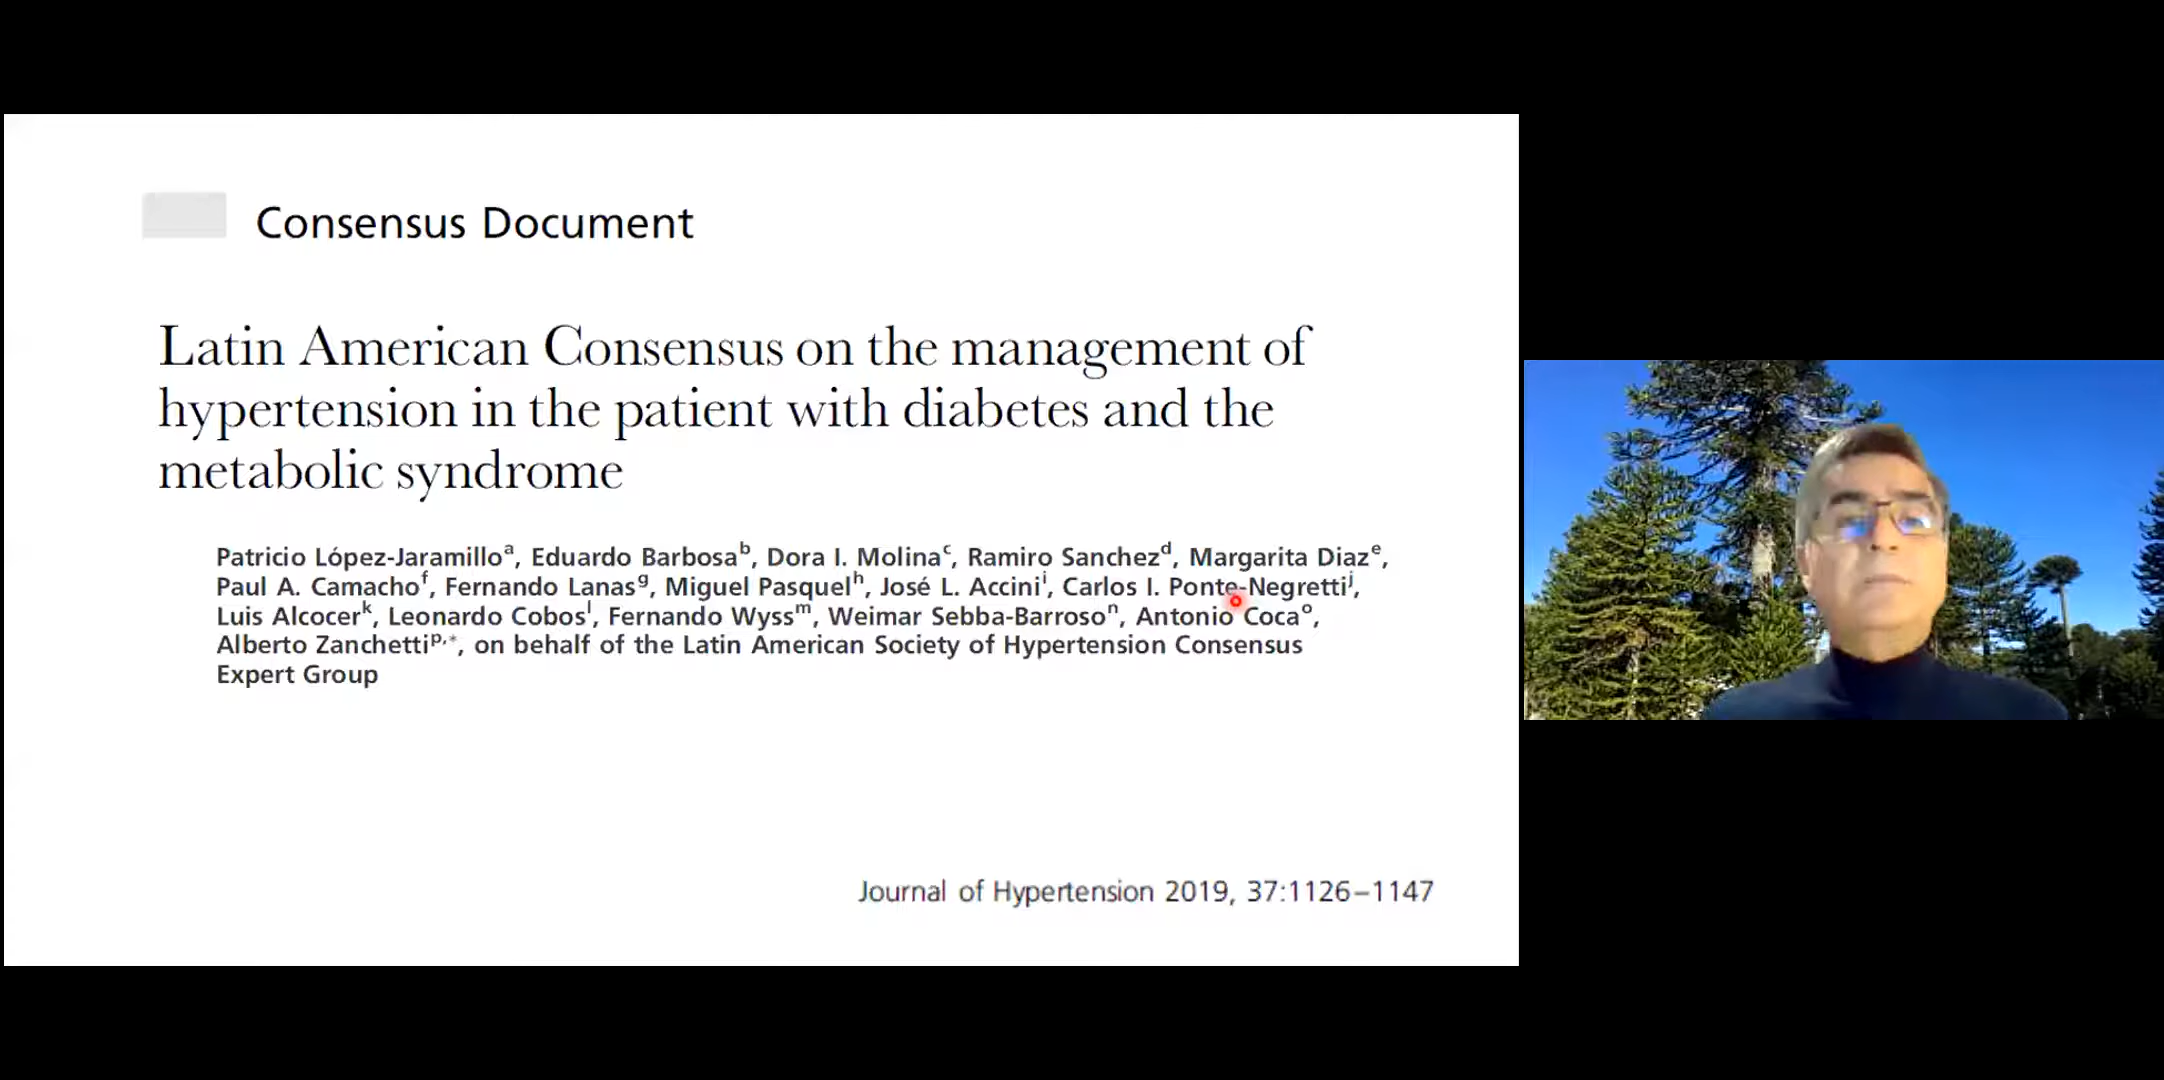 Consensus Document
Latin American Consensus on the management of
hypertension in the patient with diabetes and the
metabolic syndrome
Patricio López-Jaramilloᵃ, Eduardo Barbosaᵇ, Dora I. Molinaᶜ, Ramiro Sanchezᵈ, Margarita Diazᵉ,
Paul A. Camachoᶠ, Fernando Lanasᵍ, Miguel Pasquelʰ, José L. Acciniⁱ, Carlos I. Ponte-Negrettiʲ,
Luis Alcocerᵏ, Leonardo Cobosˡ, Fernando Wyssᵐ, Weimar Sebba-Barrosoⁿ, Antonio Cocaᵒ,
Alberto Zanchettiᵖ,*, on behalf of the Latin American Society of Hypertension Consensus
Expert Group
Journal of Hypertension 2019, 37:1126–1147